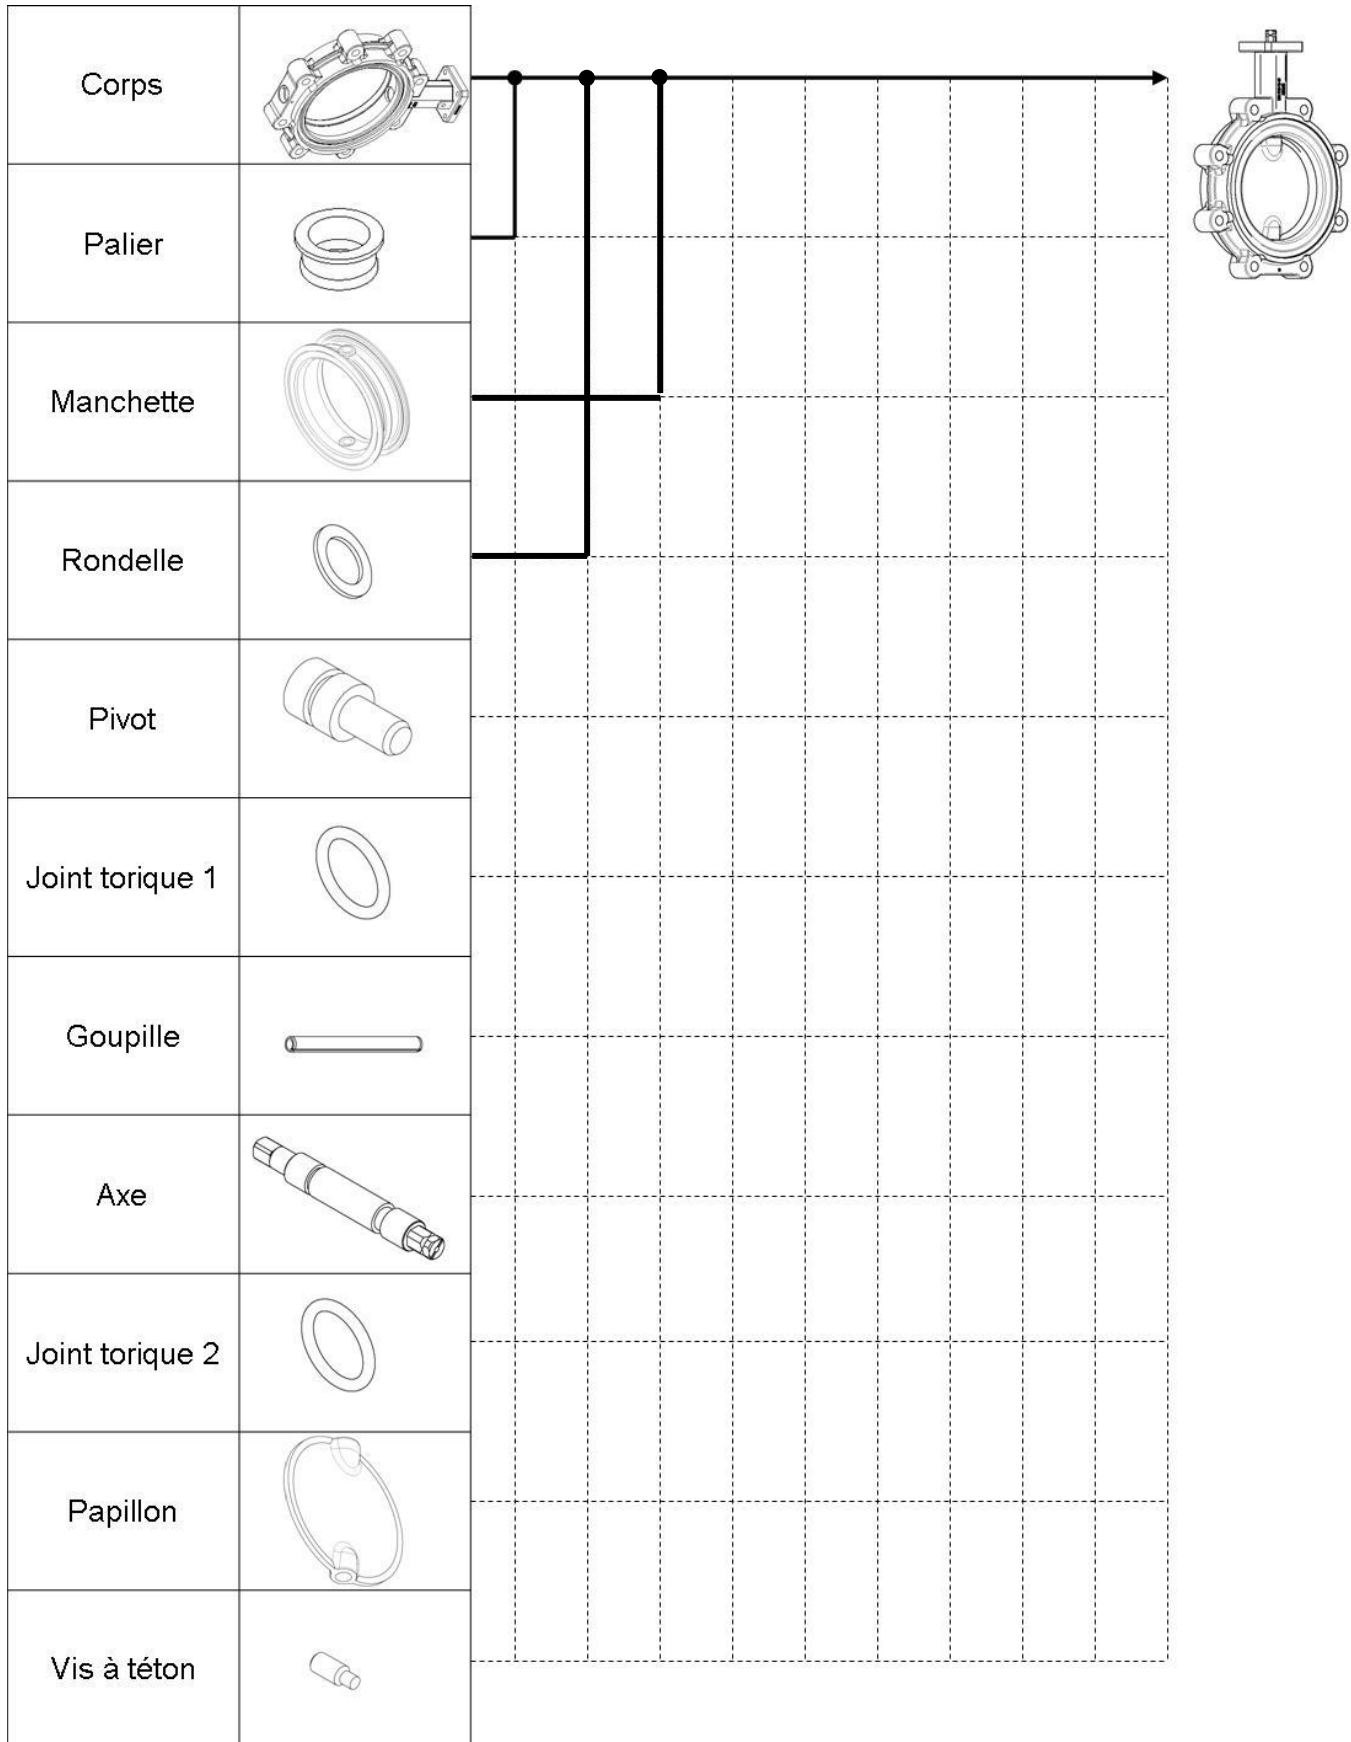 Corps
Palier
Manchette
Rondelle
Pivot
Joint torique 1
Goupille
Axe
Joint torique 2
Papillon
Vis à téton